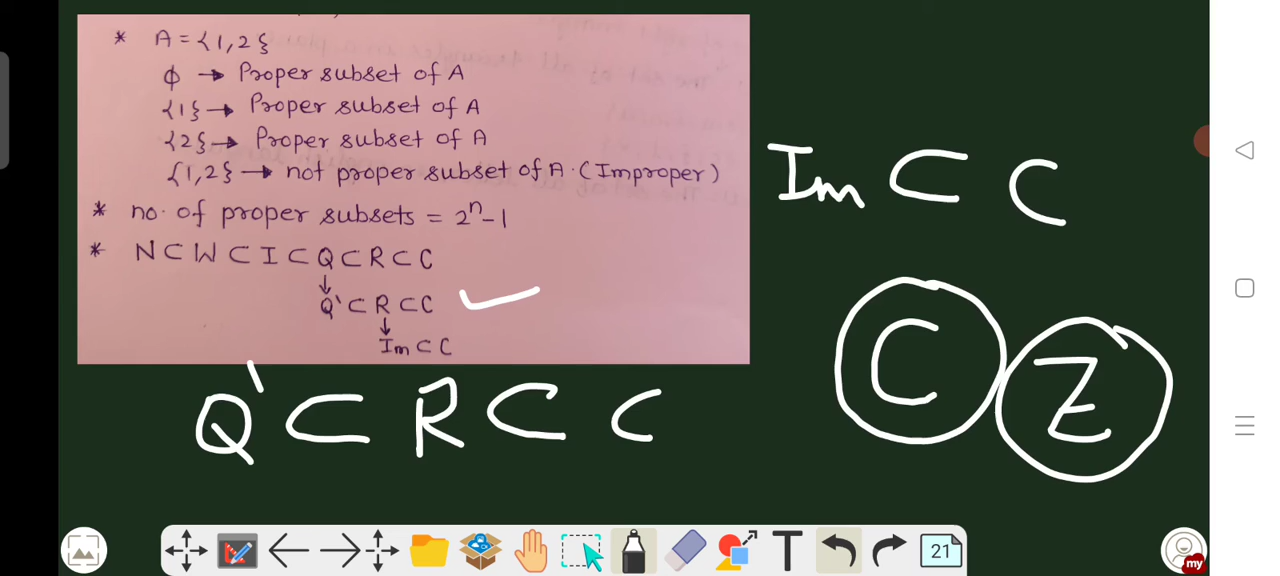 * A = {1, 2}
ϕ → Proper subset of A
{1} → Proper subset of A
{2} → Proper subset of A
{1, 2} → not proper subset of A. (Improper)
* no. of proper subsets = 2ⁿ - 1
* N ⊂ W ⊂ I ⊂ Q ⊂ R ⊂ C
↓
Q' ⊂ R ⊂ C
↓
Im ⊂ C
Im ⊂ C
C Z
Q' ⊂ R ⊂ C
T
21
my